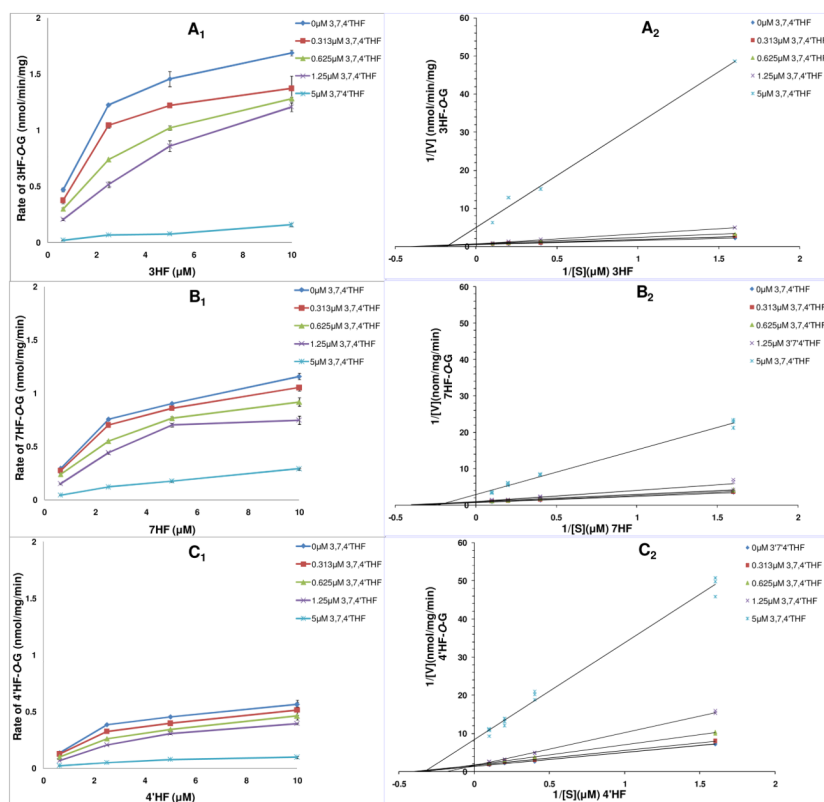 A1
Rate of 3HF-O-G (nmol/min/mg)
2
1.5
1
0.5
0
0 2 4 6 8 10
3HF (µM)
0µM 3,7,4'THF
0.313µM 3,7,4'THF
0.625µM 3,7,4'THF
1.25µM 3,7,4'THF
5µM 3,7'4'THF
A2
1/[V] (nmol/min/mg)
3HF-O-G
60
50
40
30
20
10
0
-0.5 0 0.5 1 1.5 2
1/[S](µM) 3HF
0µM 3,7,4'THF
0.313µM 3,7,4'THF
0.625µM 3,7,4'THF
1.25µM 3,7,4'THF
5µM 3,7,4'THF
B1
Rate of 7HF-O-G (nmol/mg/min)
2
1.5
1
0.5
0
0 2 4 6 8 10
7HF (µM)
0µM 3,7,4'THF
0.313µM 3,7,4'THF
0.625µM 3,7,4'THF
1.25µM 3,7,4'THF
5µM 3,7,4'THF
B2
1/[V](nom/mg/min)
7HF-O-G
60
50
40
30
20
10
0
-0.5 0 0.5 1 1.5 2
1/[S](µM) 7HF
0µM 3,7,4'THF
0.313µM 3,7,4'THF
0.625µM 3,7,4'THF
1.25µM 3'7'4'THF
5µM 3,7,4'THF
C1
Rate of 4'HF-O-G (nmol/mg/min)
2
1.5
1
0.5
0
0 2 4 6 8 10
4'HF (µM)
0µM 3,7,4'THF
0.313µM 3,7,4'THF
0.625µM 3,7,4'THF
1.25µM 3,7,4'THF
5µM 3,7,4'THF
C2
1/[V](nmol/mg/min)
4'HF-O-G
60
50
40
30
20
10
0
-0.5 0 0.5 1 1.5 2
1/[S](µM) 4'HF
0µM 3'7'4'THF
0.313µM 3,7,4'THF
0.625µM 3,7,4'THF
1.25µM 3,7,4'THF
5µM 3,7,4'THF